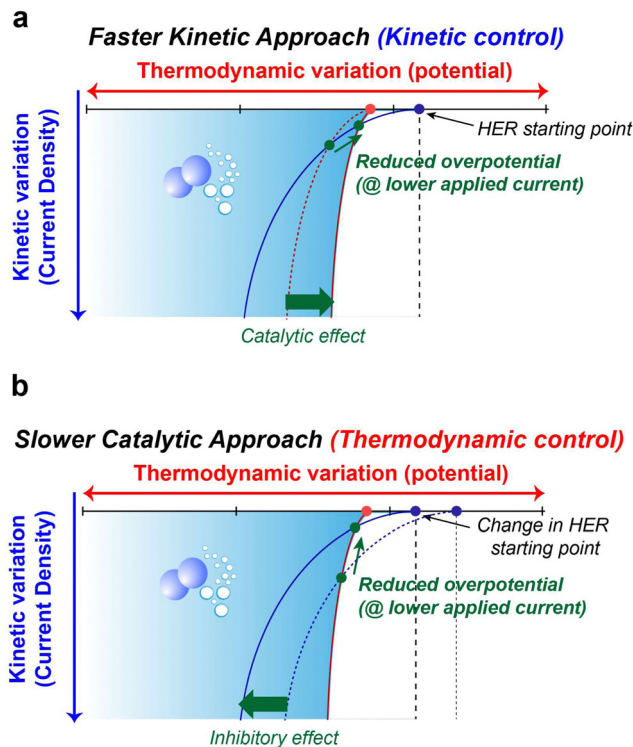 a
Faster Kinetic Approach (Kinetic control)
Thermodynamic variation (potential)
Kinetic variation
(Current Density)
HER starting point
Reduced overpotential
(@ lower applied current)
Catalytic effect
b
Slower Catalytic Approach (Thermodynamic control)
Thermodynamic variation (potential)
Kinetic variation
(Current Density)
Change in HER
starting point
Reduced overpotential
(@ lower applied current)
Inhibitory effect